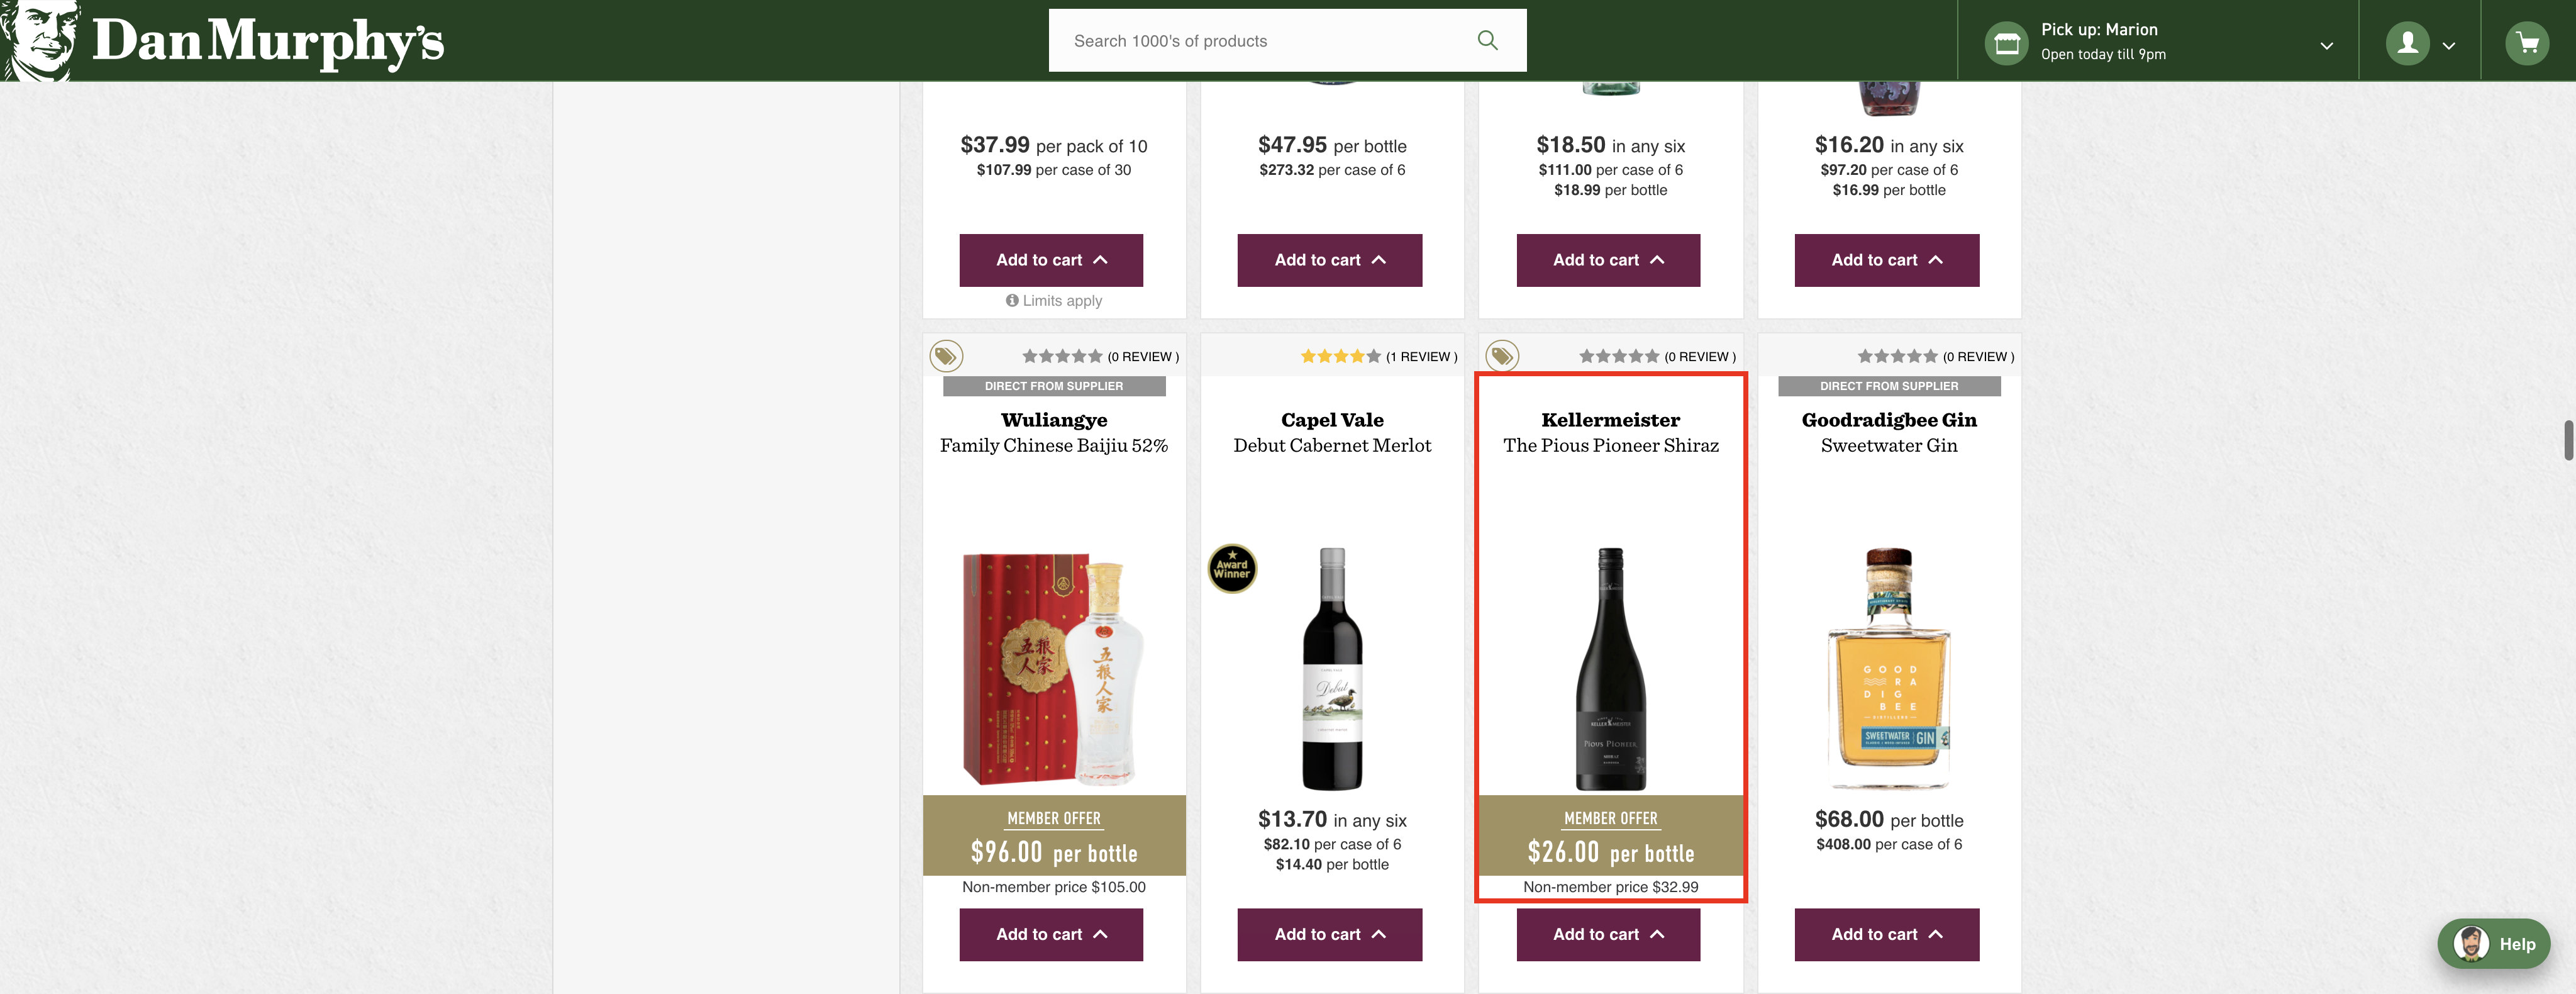 Dan Murphy's
Search 1000's of products
Pick up: Marion
Open today till 9pm
$37.99 per pack of 10
$107.99 per case of 30
Add to cart
Limits apply
$47.95 per bottle
$273.32 per case of 6
Add to cart
$18.50 in any six
$111.00 per case of 6
$18.99 per bottle
Add to cart
$16.20 in any six
$97.20 per case of 6
$16.99 per bottle
Add to cart
(0 REVIEW )
DIRECT FROM SUPPLIER
Wuliangye
Family Chinese Baijiu 52%
五粮
人家
五粮人家
MEMBER OFFER
$96.00 per bottle
Non-member price $105.00
Add to cart
(1 REVIEW )
Capel Vale
Debut Cabernet Merlot
Award
Winner
Debut
$13.70 in any six
$82.10 per case of 6
$14.40 per bottle
Add to cart
(0 REVIEW )
Kellermeister
The Pious Pioneer Shiraz
KELLERMEISTER
PIOUS PIONEER
SHIRAZ
MEMBER OFFER
$26.00 per bottle
Non-member price $32.99
Add to cart
(0 REVIEW )
DIRECT FROM SUPPLIER
Goodradigbee Gin
Sweetwater Gin
GOOD
RA
DIG
BEE
DISTILLERS
SWEETWATER GIN
$68.00 per bottle
$408.00 per case of 6
Add to cart
Help